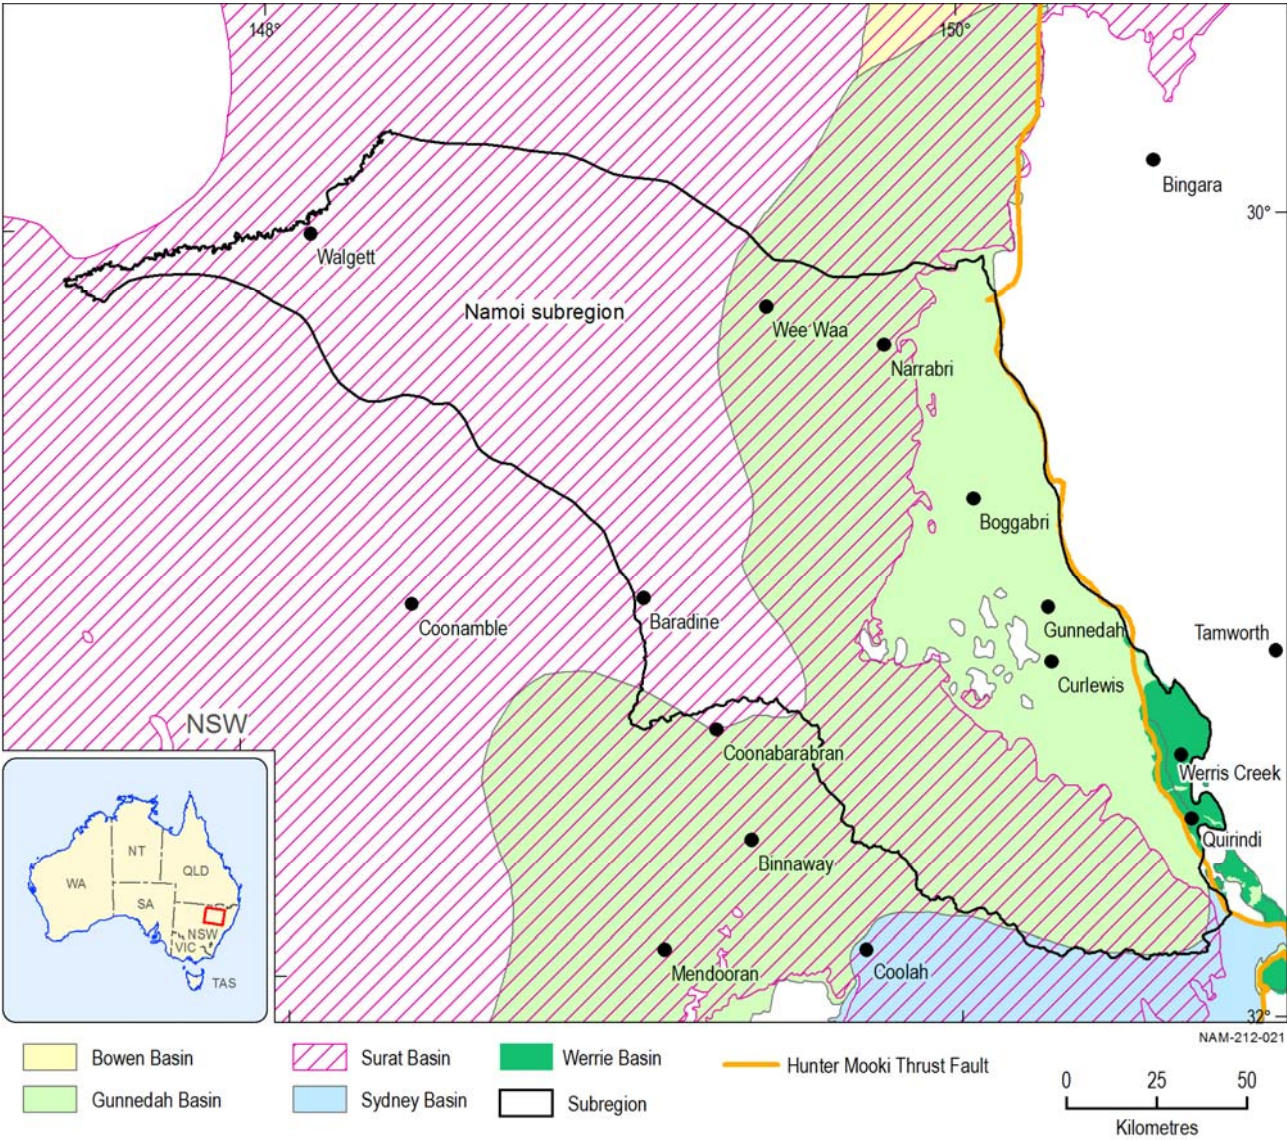 148°
150°
Bingara
30°
Walgett
Namoi subregion
Wee Waa
Narrabri
Boggabri
Coonamble
Baradine
Gunnedah
Tamworth
Curlewis
NSW
Coonabarabran
Werris Creek
Quirindi
Binnaway
Mendooran
Coolah
32°
WA
NT
QLD
SA
NSW
VIC
TAS
NAM-212-021
Bowen Basin
Surat Basin
Werrie Basin
Hunter Mooki Thrust Fault
Gunnedah Basin
Sydney Basin
Subregion
0 25 50
Kilometres